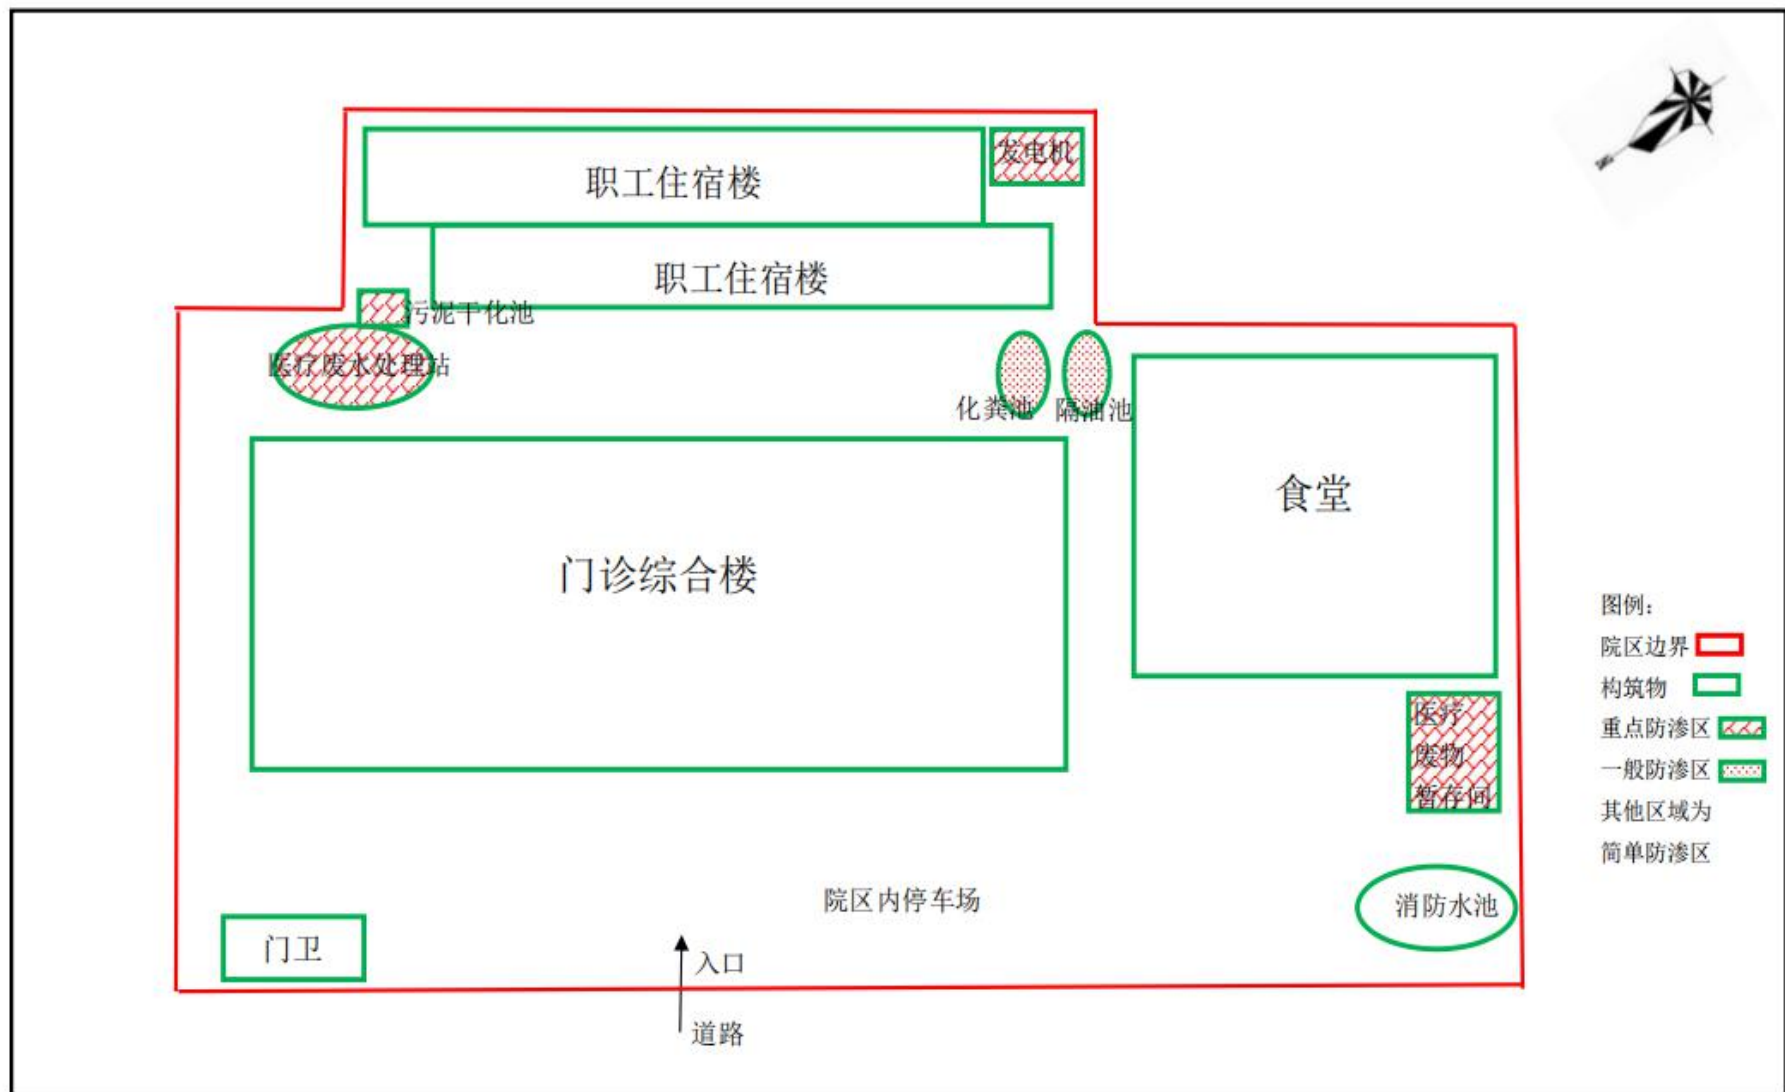 发电机
职工住宿楼
职工住宿楼
污泥干化池
医疗废水处理站
化粪池
隔油池
食堂
门诊综合楼
医疗
废物
暂存间
院区内停车场
消防水池
门卫
入口
道路
图例：
院区边界
构筑物
重点防渗区
一般防渗区
其他区域为
简单防渗区